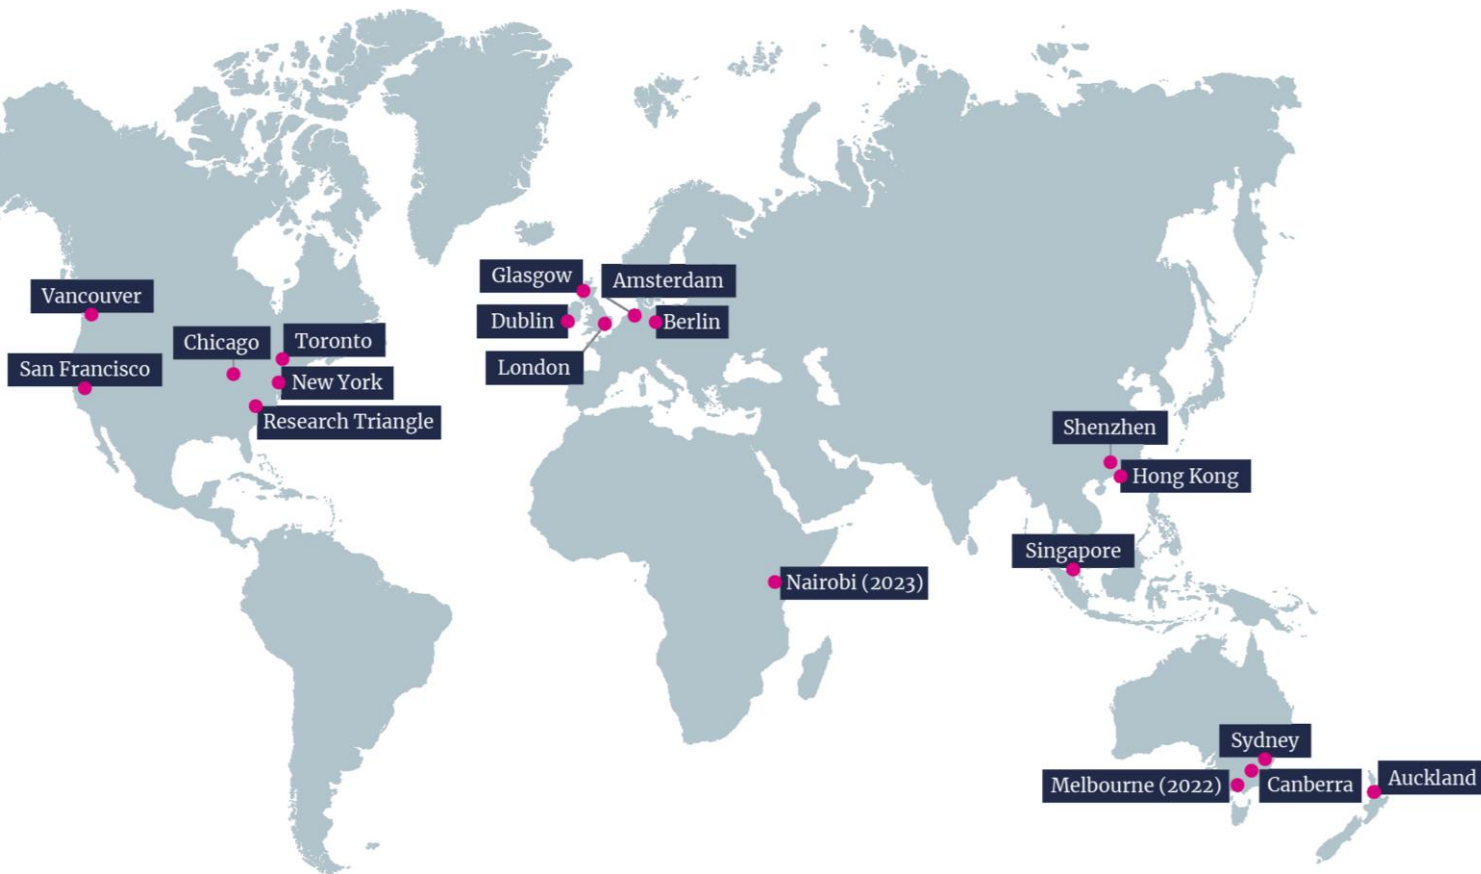 Glasgow
Amsterdam
Vancouver
Dublin
Berlin
Chicago
Toronto
London
San Francisco
New York
Research Triangle
Shenzhen
Hong Kong
Singapore
Nairobi (2023)
Sydney
Melbourne (2022)
Canberra
Auckland